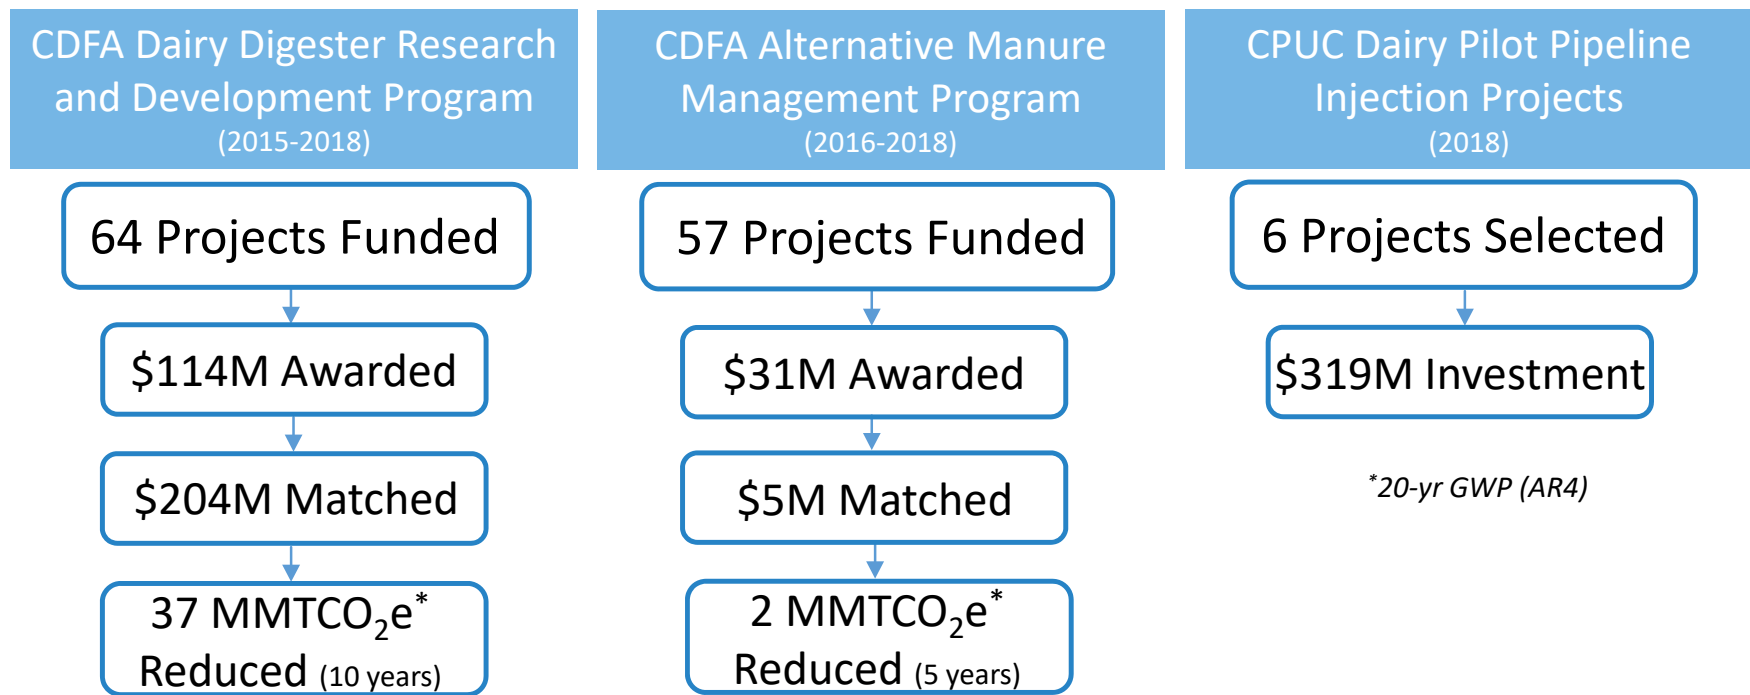 CDFA Dairy Digester Research
and Development Program
(2015-2018)
64 Projects Funded
$114M Awarded
$204M Matched
37 MMTCO₂e*
Reduced (10 years)
CDFA Alternative Manure
Management Program
(2016-2018)
57 Projects Funded
$31M Awarded
$5M Matched
2 MMTCO₂e*
Reduced (5 years)
CPUC Dairy Pilot Pipeline
Injection Projects
(2018)
6 Projects Selected
$319M Investment
*20-yr GWP (AR4)